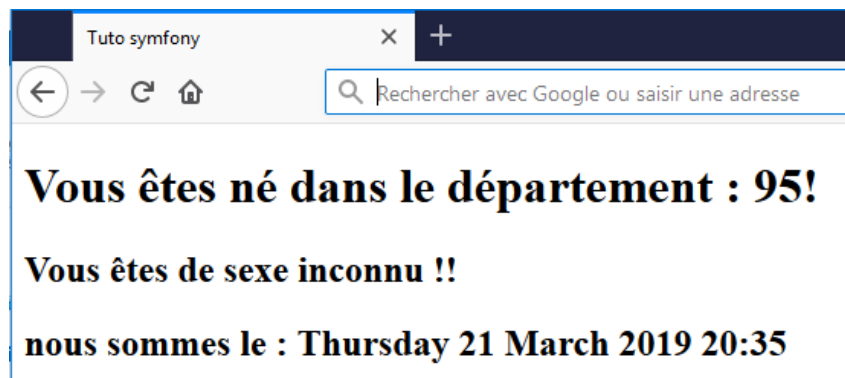 Tuto symfony
Rechercher avec Google ou saisir une adresse
Vous êtes né dans le département : 95!
Vous êtes de sexe inconnu !!
nous sommes le : Thursday 21 March 2019 20:35